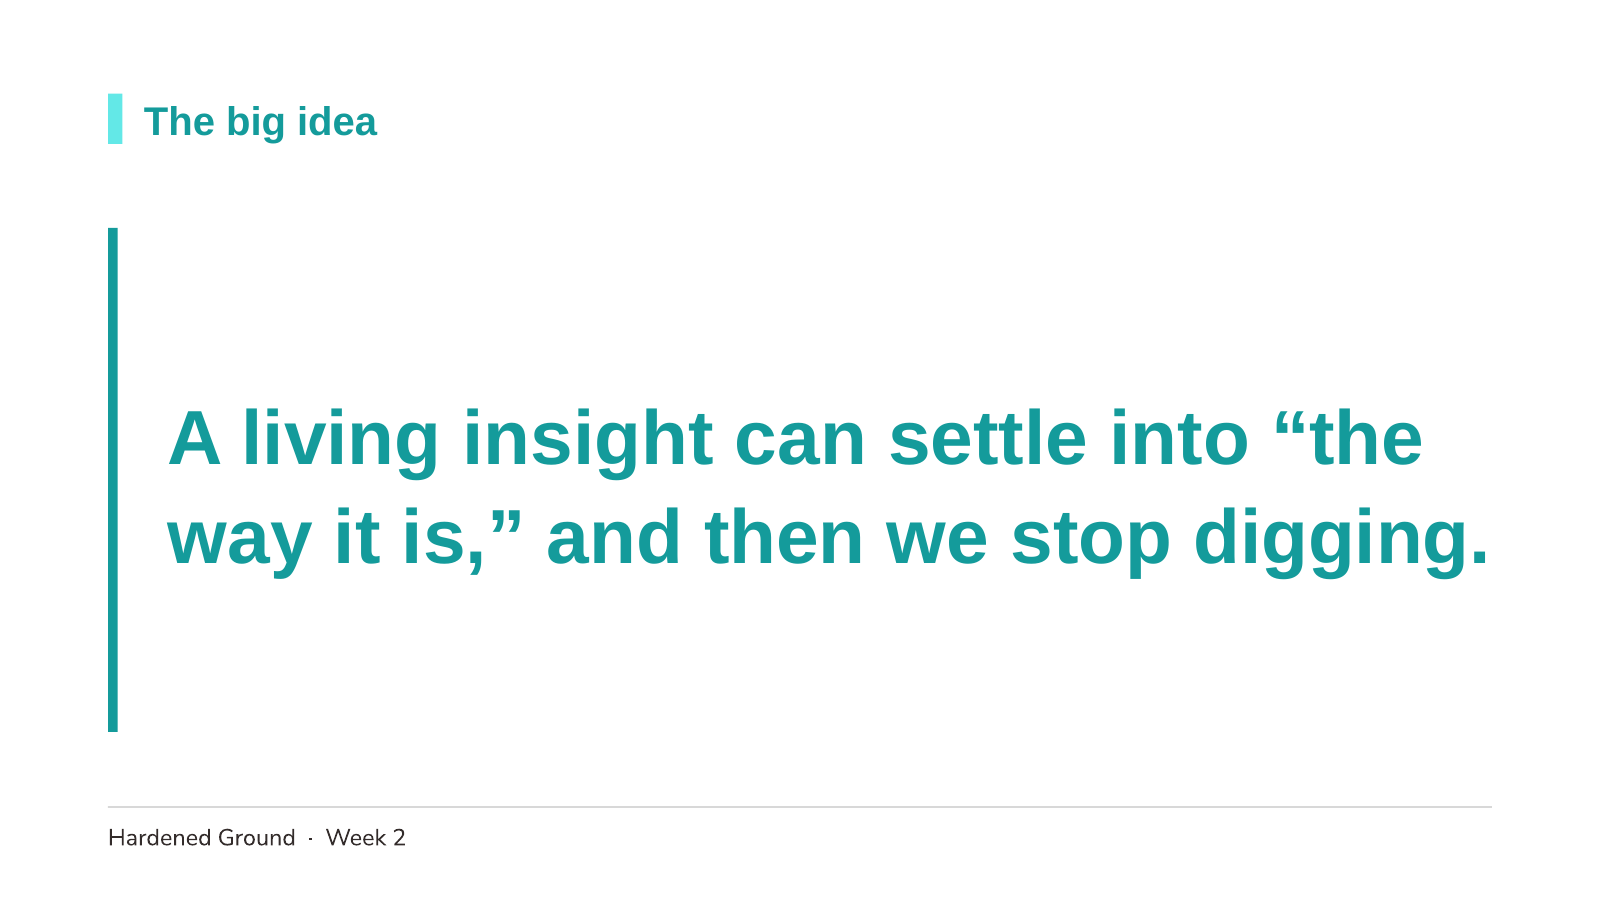 The big idea
A living insight can settle into “the
way it is,” and then we stop digging.
Hardened Ground · Week 2